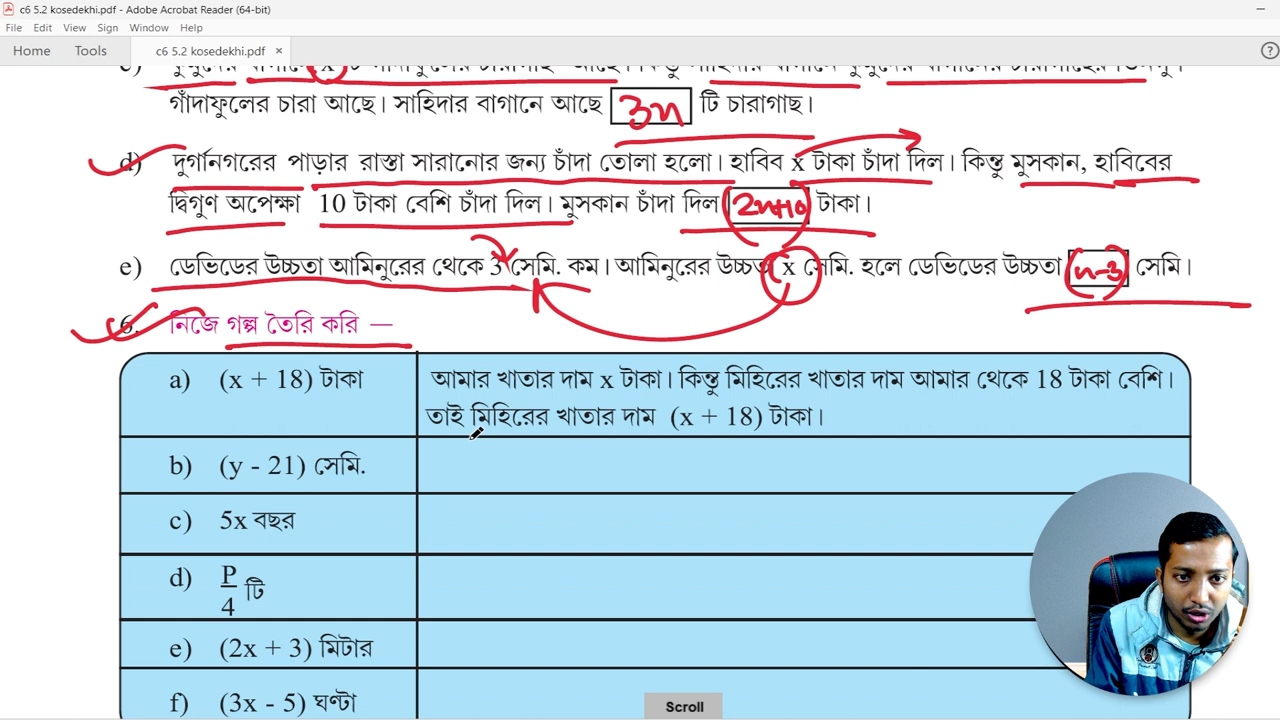 c6 5.2 kosedekhi.pdf - Adobe Acrobat Reader (64-bit)
File Edit View Sign Window Help
Home Tools c6 5.2 kosedekhi.pdf ×
গাঁদাফুলের চারা আছে। সাহিদার বাগানে আছে 3x টি চারাগাছ।
d) দুর্গানগরের পাড়ার রাস্তা সারানোর জন্য চাঁদা তোলা হলো। হাবিব x টাকা চাঁদা দিল। কিন্তু মুসকান, হাবিবের
দ্বিগুণ অপেক্ষা 10 টাকা বেশি চাঁদা দিল। মুসকান চাঁদা দিল 2x+10 টাকা।
e) ডেভিডের উচ্চতা আমিনুরের থেকে 3 সেমি. কম। আমিনুরের উচ্চতা x সেমি. হলে ডেভিডের উচ্চতা x-3 সেমি।
6. নিজে গল্প তৈরি করি —
a) (x + 18) টাকা আমার খাতার দাম x টাকা। কিন্তু মিহিরের খাতার দাম আমার থেকে 18 টাকা বেশি।
তাই মিহিরের খাতার দাম (x + 18) টাকা।
b) (y - 21) সেমি.
c) 5x বছর
d) P/4 টি
e) (2x + 3) মিটার
f) (3x - 5) ঘণ্টা
Scroll